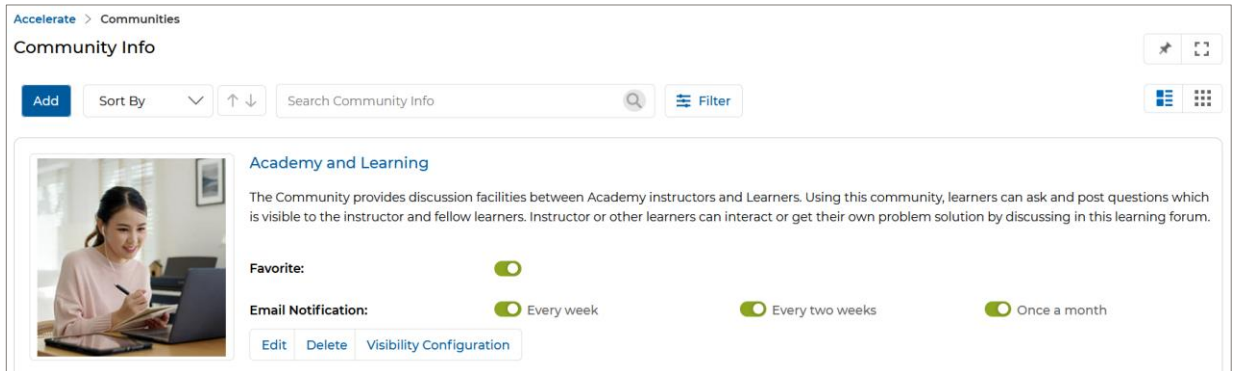 Accelerate > Communities
Community Info
Add
Sort By
Search Community Info
Filter
Academy and Learning
The Community provides discussion facilities between Academy instructors and Learners. Using this community, learners can ask and post questions which
is visible to the instructor and fellow learners. Instructor or other learners can interact or get their own problem solution by discussing in this learning forum.
Favorite:
Email Notification: Every week Every two weeks Once a month
Edit Delete Visibility Configuration